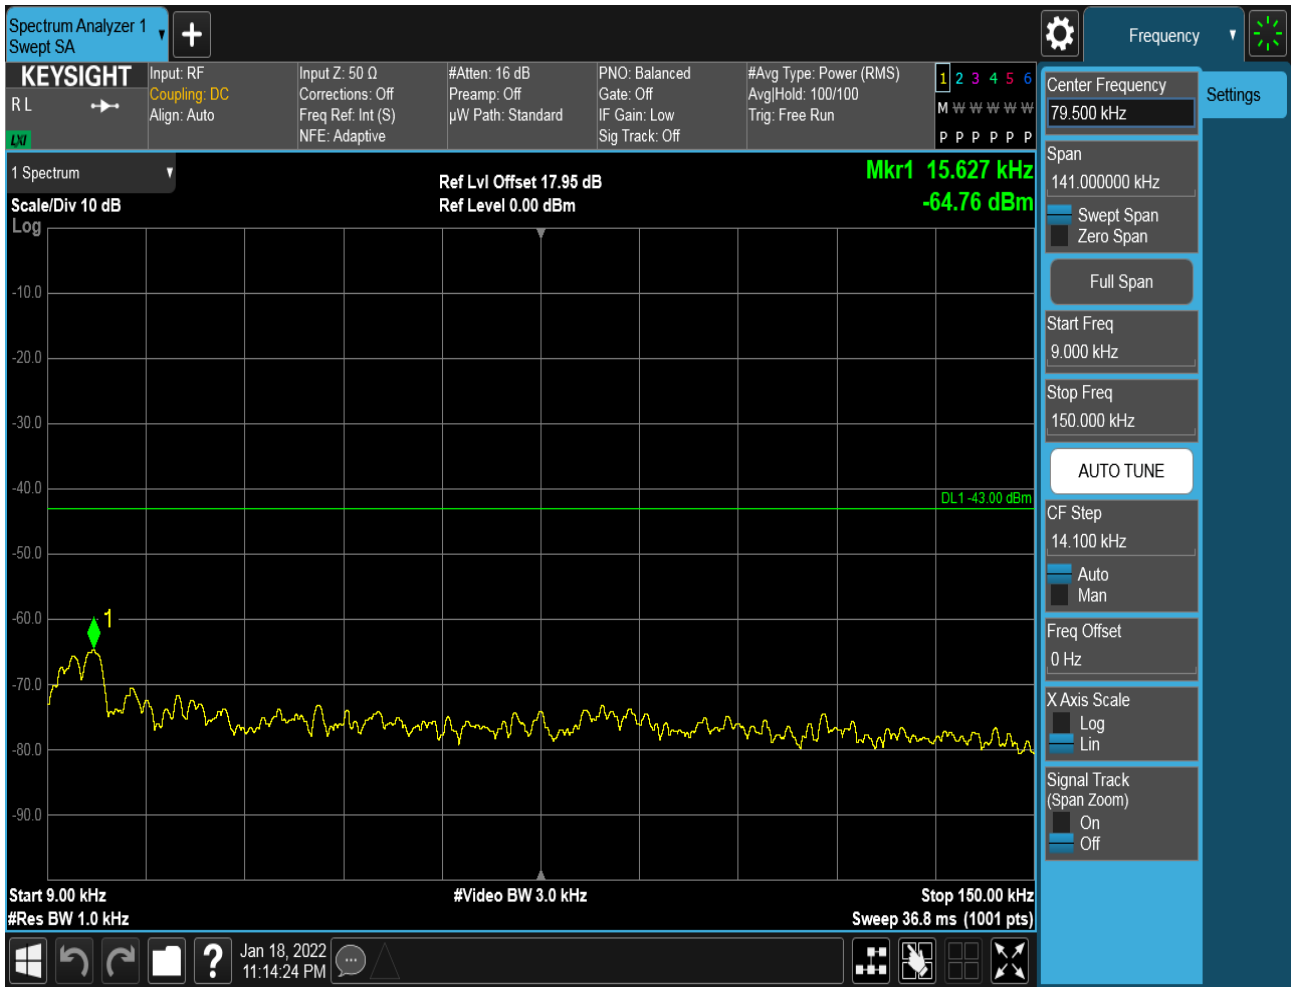 Spectrum Analyzer 1
Swept SA
Frequency
KEYSIGHT
R L
LXI
Input: RF
Coupling: DC
Align: Auto
Input Z: 50 Ω
Corrections: Off
Freq Ref: Int (S)
NFE: Adaptive
#Atten: 16 dB
Preamp: Off
µW Path: Standard
PNO: Balanced
Gate: Off
IF Gain: Low
Sig Track: Off
#Avg Type: Power (RMS)
Avg|Hold: 100/100
Trig: Free Run
1 2 3 4 5 6
M W W W W W
P P P P P P
1 Spectrum
Scale/Div 10 dB
Log
Ref Lvl Offset 17.95 dB
Ref Level 0.00 dBm
Mkr1 15.627 kHz
-64.76 dBm
-10.0
-20.0
-30.0
-40.0
DL1 -43.00 dBm
-50.0
-60.0
1
-70.0
-80.0
-90.0
Start 9.00 kHz
#Res BW 1.0 kHz
#Video BW 3.0 kHz
Stop 150.00 kHz
Sweep 36.8 ms (1001 pts)
Center Frequency
79.500 kHz
Span
141.000000 kHz
Swept Span
Zero Span
Full Span
Start Freq
9.000 kHz
Stop Freq
150.000 kHz
AUTO TUNE
CF Step
14.100 kHz
Auto
Man
Freq Offset
0 Hz
X Axis Scale
Log
Lin
Signal Track
(Span Zoom)
On
Off
Settings
?
Jan 18, 2022
11:14:24 PM